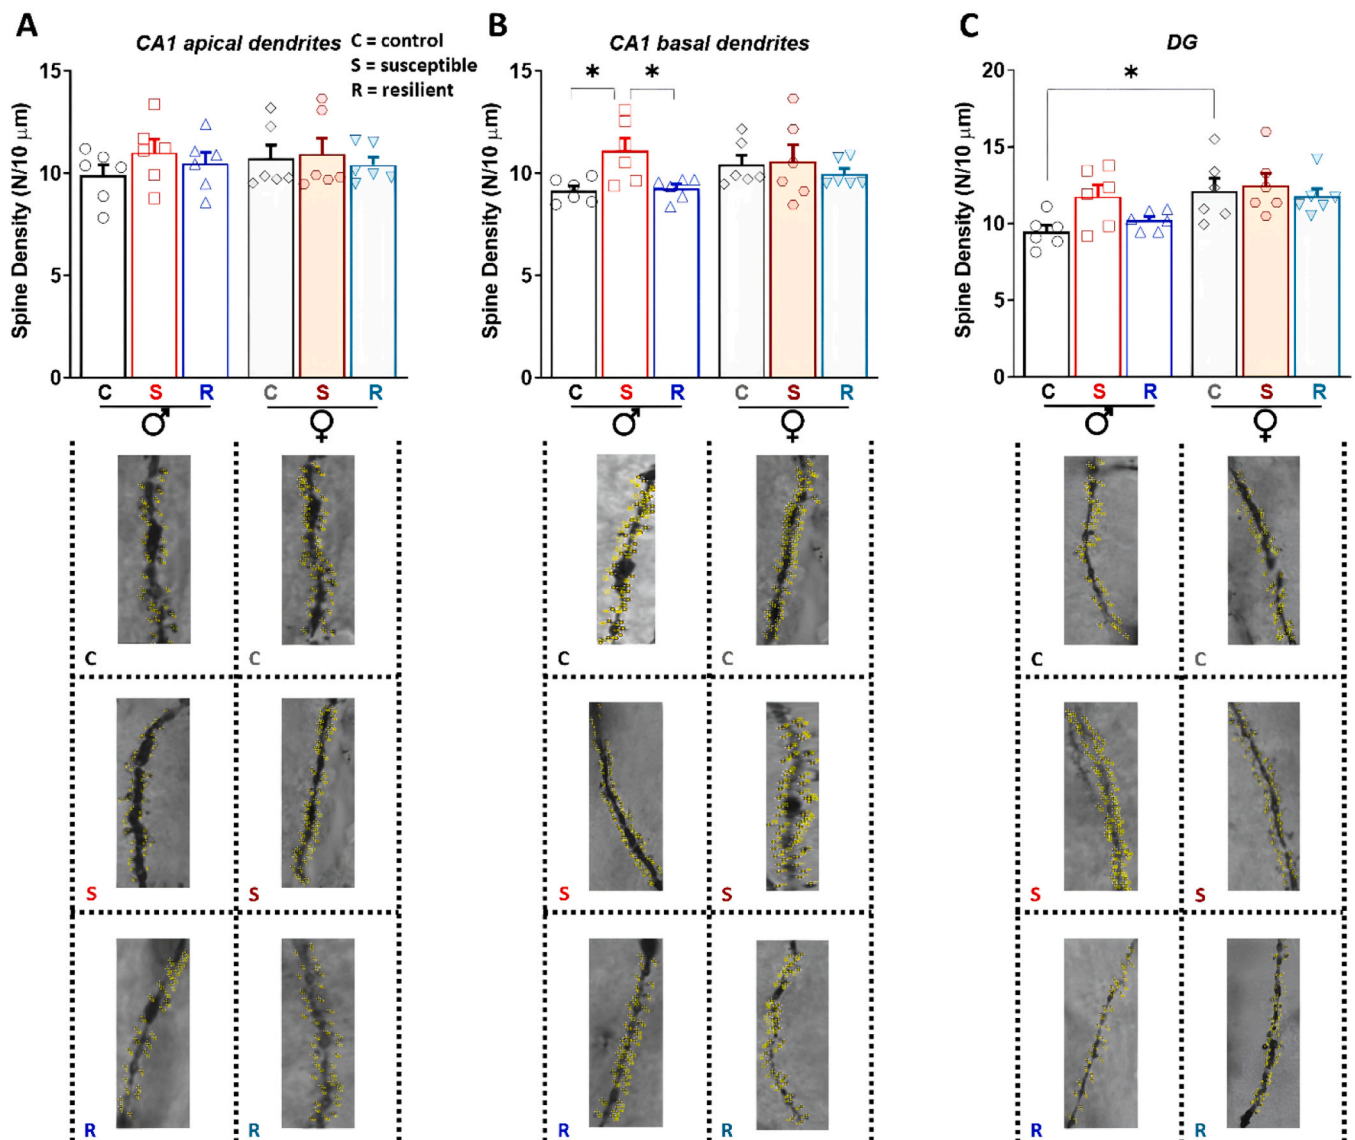 A
CA1 apical dendrites
C = control
S = susceptible
R = resilient
Spine Density (N/10 μm)
15
10
5
0
C S R C S R
♂ ♀
C C
S S
R R
B
CA1 basal dendrites
* *
Spine Density (N/10 μm)
15
10
5
0
C S R C S R
♂ ♀
C C
S S
R R
C
DG
*
Spine Density (N/10 μm)
20
15
10
5
0
C S R C S R
♂ ♀
C C
S S
R R